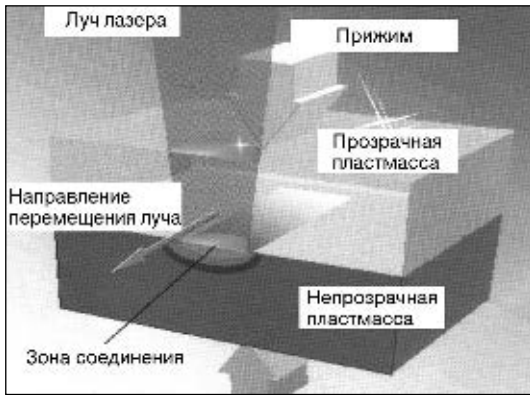 Луч лазера
Прижим
Прозрачная
пластмасса
Направление
перемещения луча
Непрозрачная
пластмасса
Зона соединения